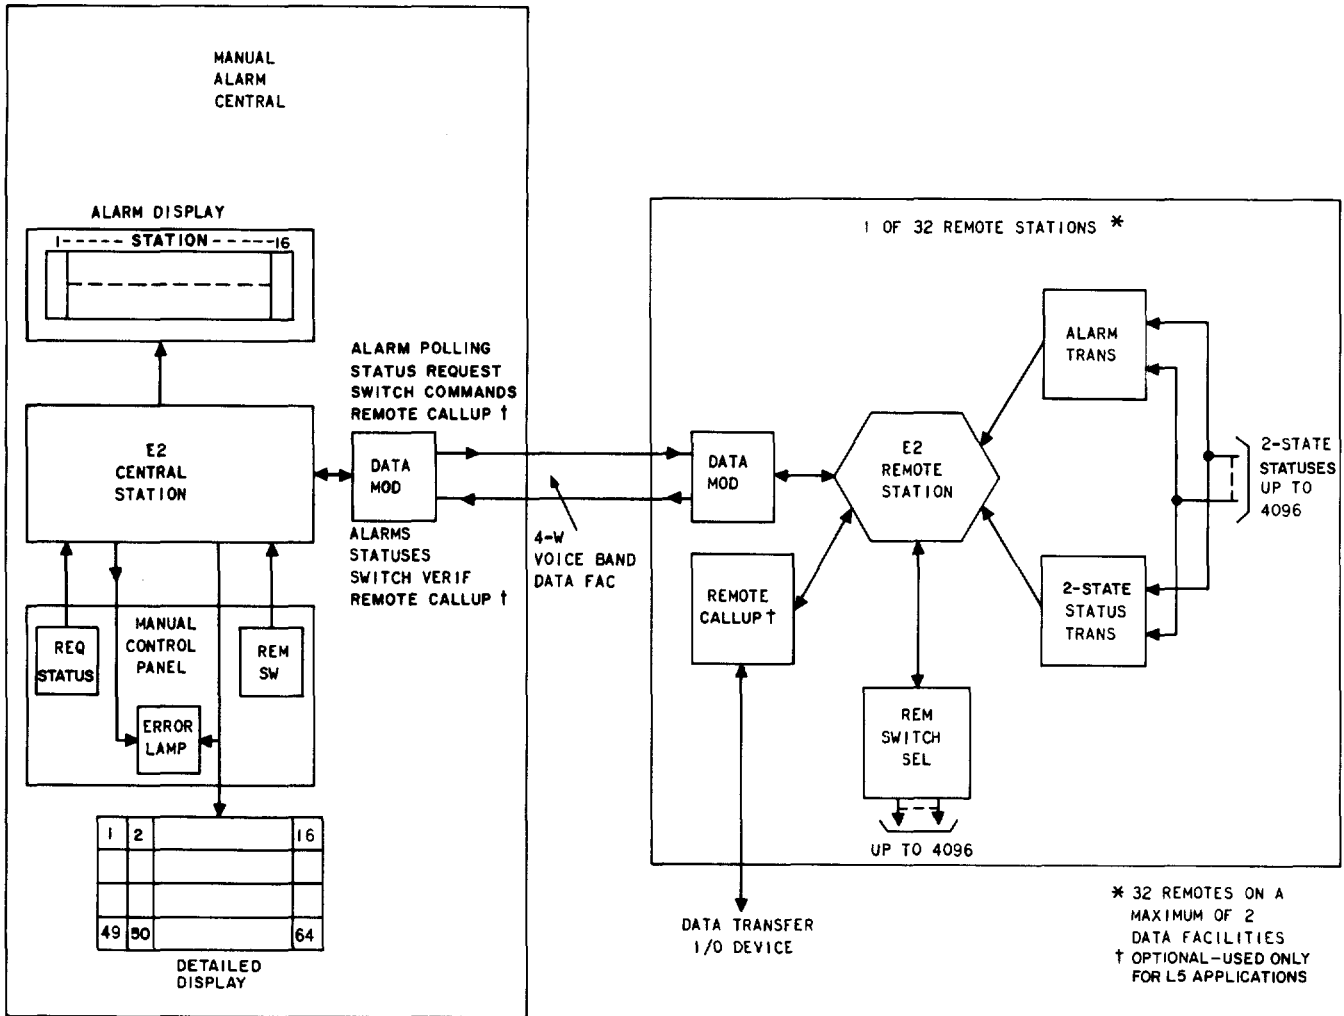 MANUAL
ALARM
CENTRAL
ALARM DISPLAY
1----- STATION -----16
E2
CENTRAL
STATION
ALARM POLLING
STATUS REQUEST
SWITCH COMMANDS
REMOTE CALLUP †
DATA
MOD
ALARMS
STATUSES
SWITCH VERIF
REMOTE CALLUP †
4-W
VOICE BAND
DATA FAC
MANUAL
CONTROL
PANEL
REQ
STATUS
REM
SW
ERROR
LAMP
1 2 16
49 50 64
DETAILED
DISPLAY
1 OF 32 REMOTE STATIONS *
DATA
MOD
E2
REMOTE
STATION
ALARM
TRANS
2-STATE
STATUSES
UP TO
4096
2-STATE
STATUS
TRANS
REMOTE
CALLUP †
REM
SWITCH
SEL
UP TO 4096
DATA TRANSFER
I/O DEVICE
* 32 REMOTES ON A
MAXIMUM OF 2
DATA FACILITIES
† OPTIONAL-USED ONLY
FOR L5 APPLICATIONS